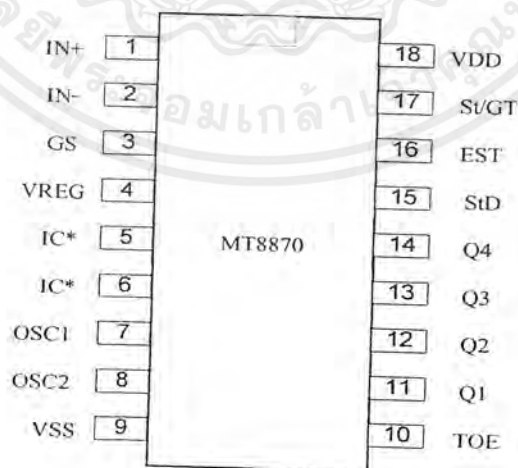 IN+ 1 18 VDD
IN- 2 17 St/GT
GS 3 16 EST
VREG 4 15 StD
IC* 5 MT8870 14 Q4
IC* 6 13 Q3
OSC1 7 12 Q2
OSC2 8 11 Q1
VSS 9 10 TOE